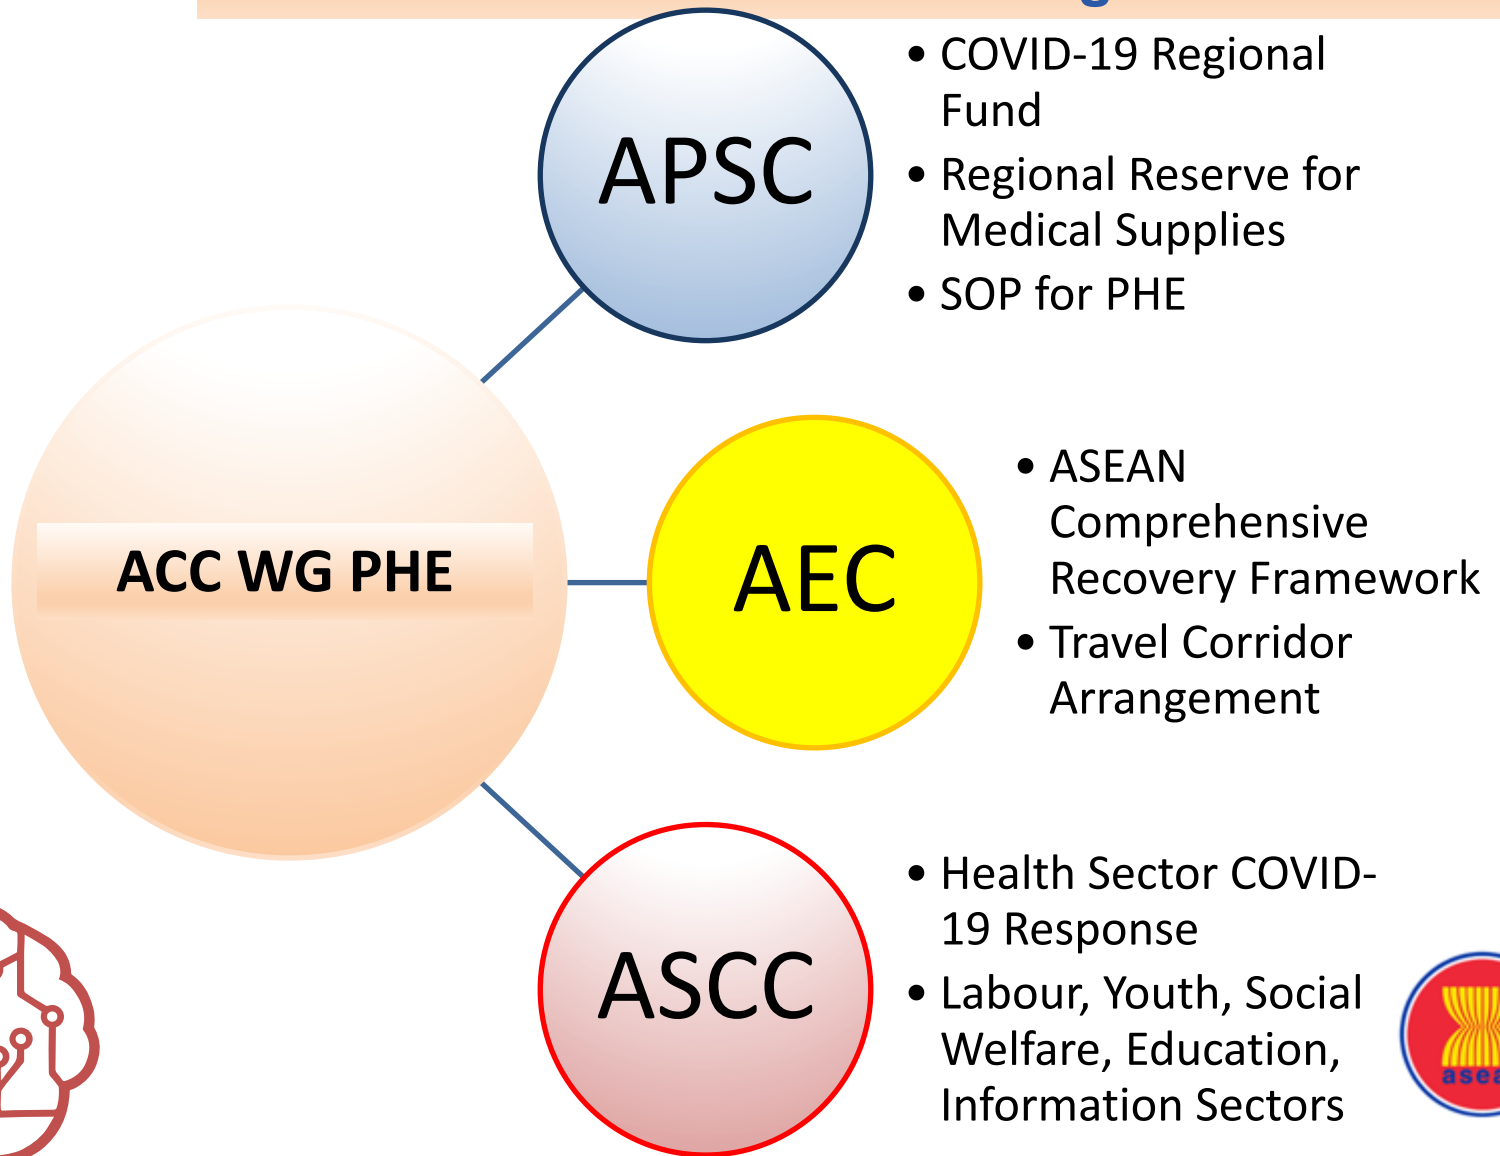 APSC
• COVID-19 Regional
Fund
• Regional Reserve for
Medical Supplies
• SOP for PHE
ACC WG PHE
AEC
• ASEAN
Comprehensive
Recovery Framework
• Travel Corridor
Arrangement
ASCC
• Health Sector COVID-
19 Response
• Labour, Youth, Social
Welfare, Education,
Information Sectors